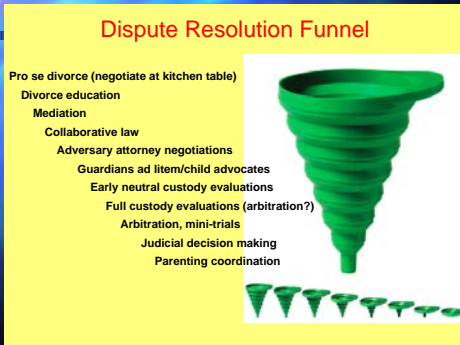 Dispute Resolution Funnel
Pro se divorce (negotiate at kitchen table)
Divorce education
Mediation
Collaborative law
Adversary attorney negotiations
Guardians ad litem/child advocates
Early neutral custody evaluations
Full custody evaluations (arbitration?)
Arbitration, mini-trials
Judicial decision making
Parenting coordination